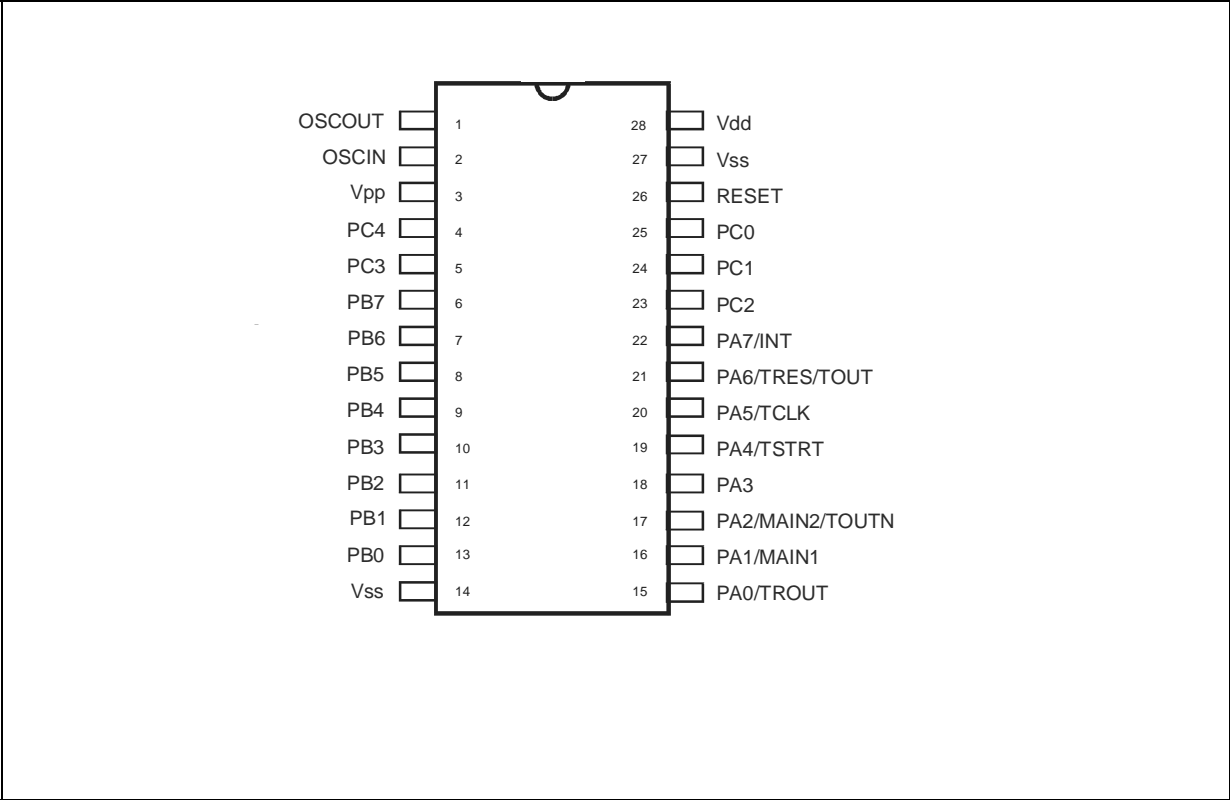 OSCOUT 1 28 Vdd
OSCIN 2 27 Vss
Vpp 3 26 RESET
PC4 4 25 PC0
PC3 5 24 PC1
PB7 6 23 PC2
PB6 7 22 PA7/INT
PB5 8 21 PA6/TRES/TOUT
PB4 9 20 PA5/TCLK
PB3 10 19 PA4/TSTRT
PB2 11 18 PA3
PB1 12 17 PA2/MAIN2/TOUTN
PB0 13 16 PA1/MAIN1
Vss 14 15 PA0/TROUT